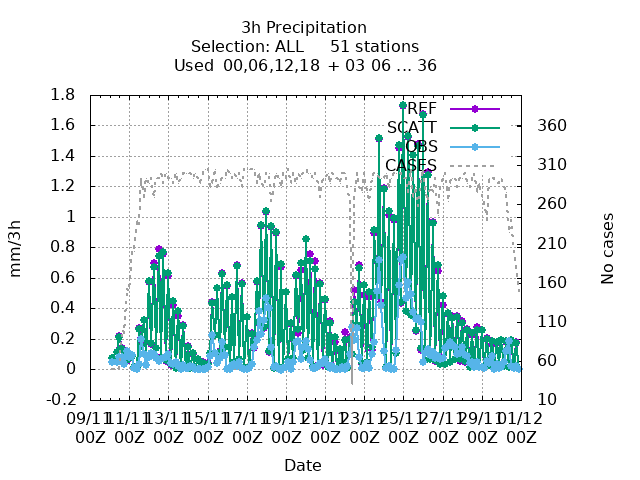 3h Precipitation
Selection: ALL 51 stations
Used 00,06,12,18 + 03 06 ... 36
REF
SCATT
OBS
CASES
1.8
1.6
1.4
1.2
1
0.8
0.6
0.4
0.2
0
-0.2
mm/3h
360
310
260
210
160
110
60
10
No cases
09/11 11/11 13/11 15/11 17/11 19/11 21/11 23/11 25/11 27/11 29/11 01/12
00Z 00Z 00Z 00Z 00Z 00Z 00Z 00Z 00Z 00Z 00Z 00Z
Date